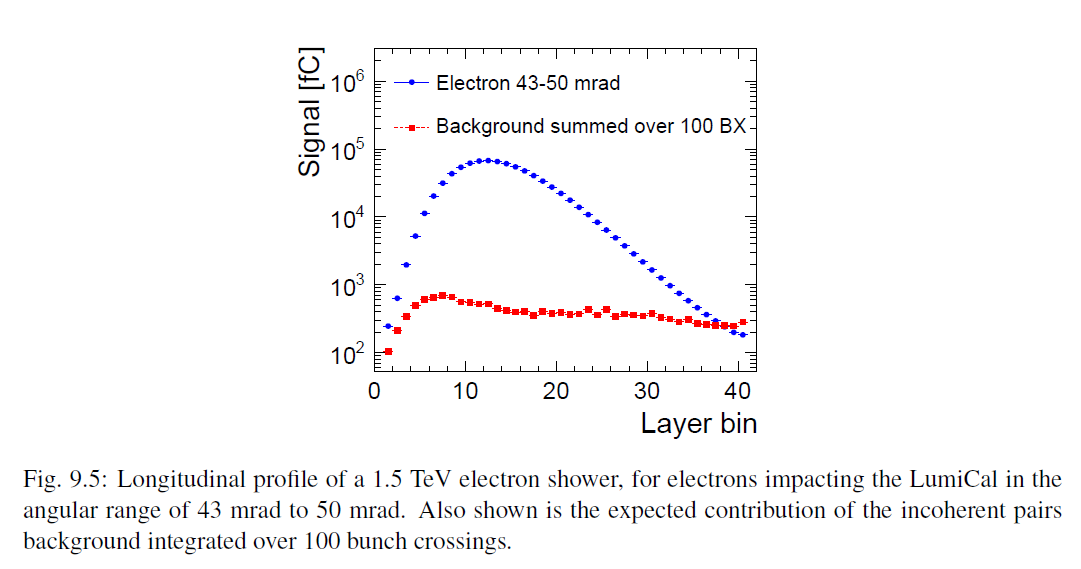 Signal [fC]
10^6
10^5
10^4
10^3
10^2
Electron 43-50 mrad
Background summed over 100 BX
0 10 20 30 40
Layer bin
Fig. 9.5: Longitudinal profile of a 1.5 TeV electron shower, for electrons impacting the LumiCal in the
angular range of 43 mrad to 50 mrad. Also shown is the expected contribution of the incoherent pairs
background integrated over 100 bunch crossings.